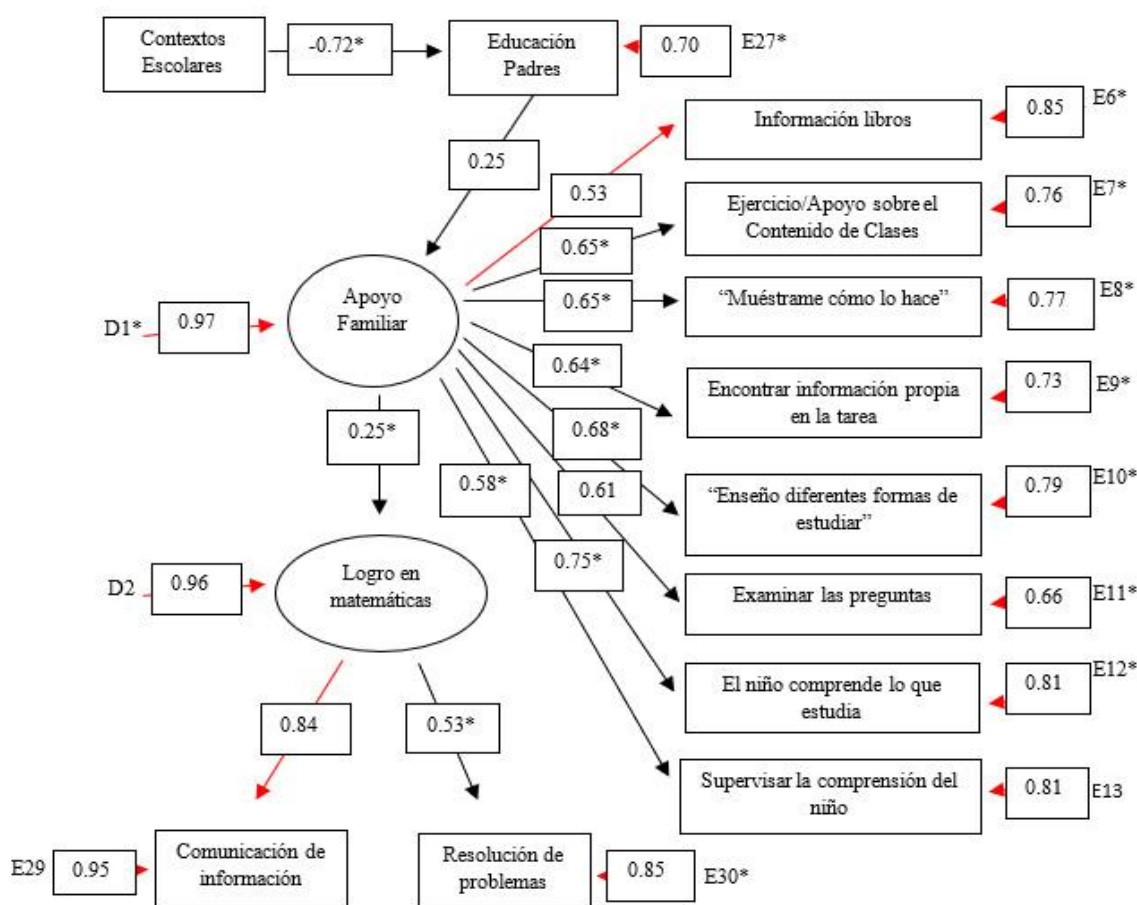 Contextos
Escolares
-0.72*
Educación
Padres
0.70
E27*
0.25
Información libros
0.85
E6*
0.53
Ejercicio/Apoyo sobre el
Contenido de Clases
0.76
E7*
0.65*
Apoyo
Familiar
D1*
0.97
0.65*
“Muéstrame cómo lo hace”
0.77
E8*
0.64*
Encontrar información propia
en la tarea
0.73
E9*
0.25*
0.68*
0.58*
0.61
“Enseño diferentes formas de
estudiar”
0.79
E10*
0.75*
Logro en
matemáticas
D2
0.96
Examinar las preguntas
0.66
E11*
El niño comprende lo que
estudia
0.81
E12*
0.84
0.53*
Supervisar la comprensión del
niño
0.81
E13
E29
0.95
Comunicación de
información
Resolución de
problemas
0.85
E30*